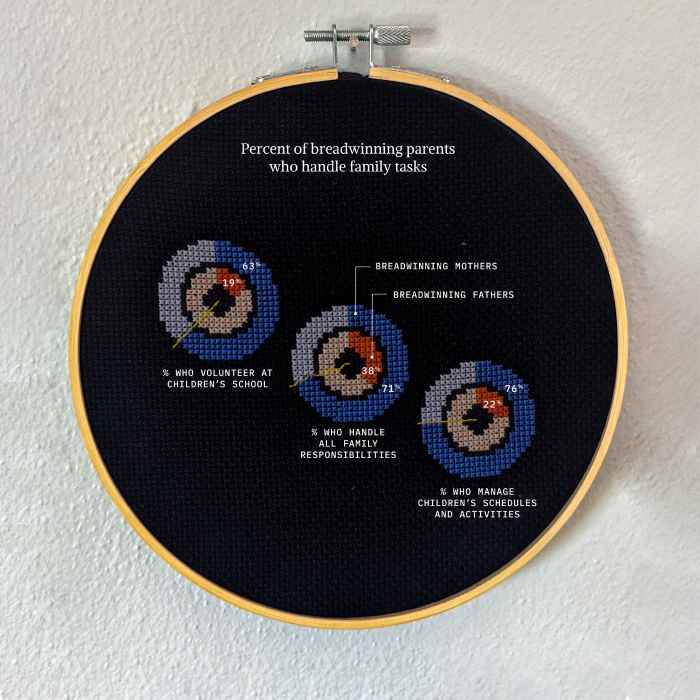 Percent of breadwinning parents
who handle family tasks
63%
19%
% WHO VOLUNTEER AT
CHILDREN'S SCHOOL
BREADWINNING MOTHERS
BREADWINNING FATHERS
38%
71%
% WHO HANDLE
ALL FAMILY
RESPONSIBILITIES
76%
22%
% WHO MANAGE
CHILDREN'S SCHEDULES
AND ACTIVITIES